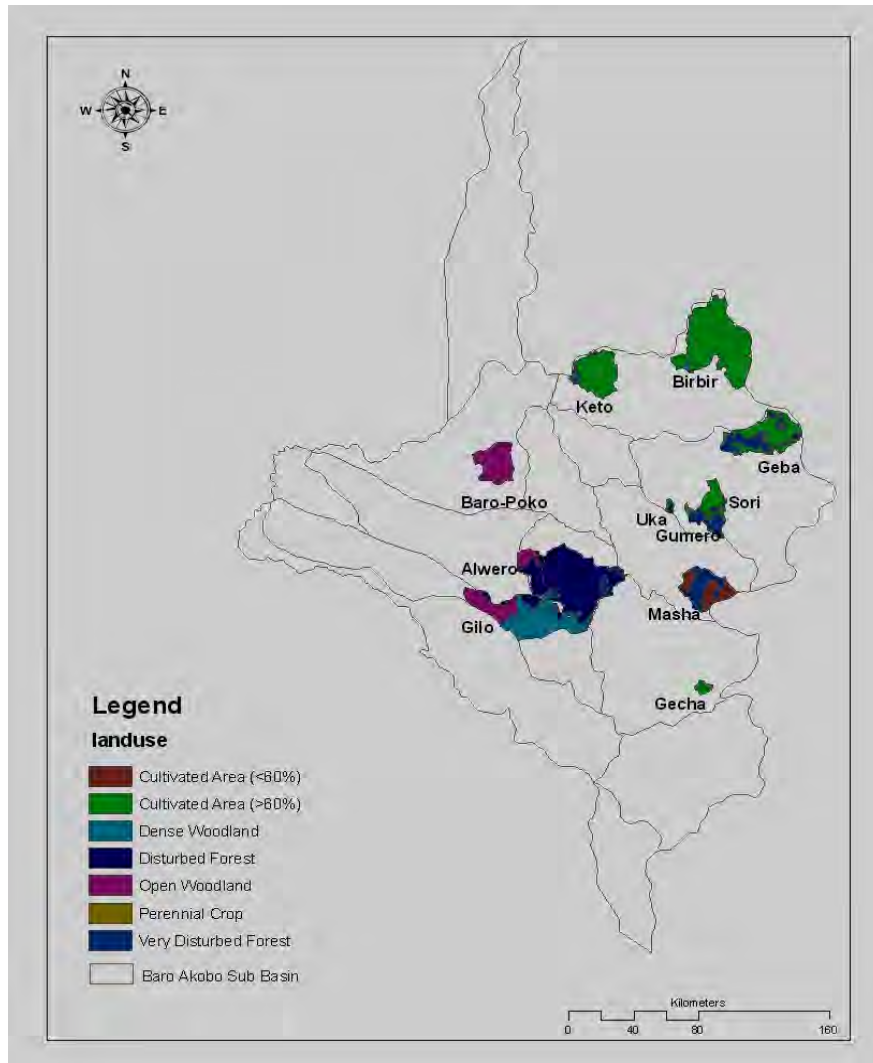 N
W E
S
Birbir
Keto
Geba
Baro-Poko
Sori
Uka
Gumero
Alwero
Masha
Gilo
Gecha
Legend
landuse
Cultivated Area (<60%)
Cultivated Area (>60%)
Dense Woodland
Disturbed Forest
Open Woodland
Perennial Crop
Very Disturbed Forest
Baro Akobo Sub Basin
Kilometers
0 40 80 160